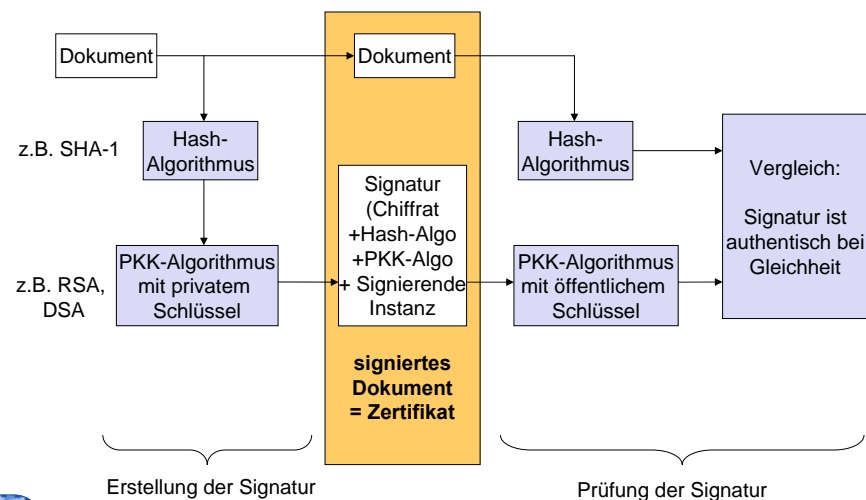 Dokument
Dokument
z.B. SHA-1
Hash-
Algorithmus
Hash-
Algorithmus
Vergleich:
Signatur ist
authentisch bei
Gleichheit
Signatur
(Chiffrat
+Hash-Algo
+PKK-Algo
+ Signierende
Instanz
z.B. RSA,
DSA
PKK-Algorithmus
mit privatem
Schlüssel
PKK-Algorithmus
mit öffentlichem
Schlüssel
signiertes
Dokument
= Zertifikat
Erstellung der Signatur
Prüfung der Signatur